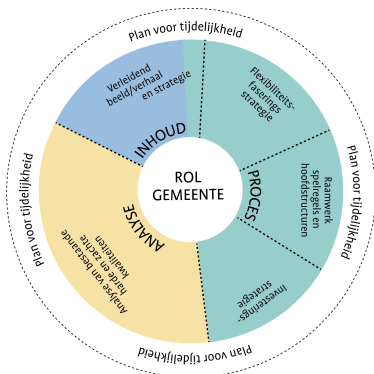 Plan voor tijdelijkheid
Verleidend
beeld/verhaal
en strategie
Flexibiliteits-
faserings
strategie
INHOUD
ROL
GEMEENTE
PROCES
Raamwerk
spelregels en
hoofdstructuren
Plan voor tijdelijkheid
Plan voor tijdelijkheid
ANALYSE
Analyse van bestaande
harde en zachte
kwaliteiten
Investerings-
strategie
Plan voor tijdelijkheid